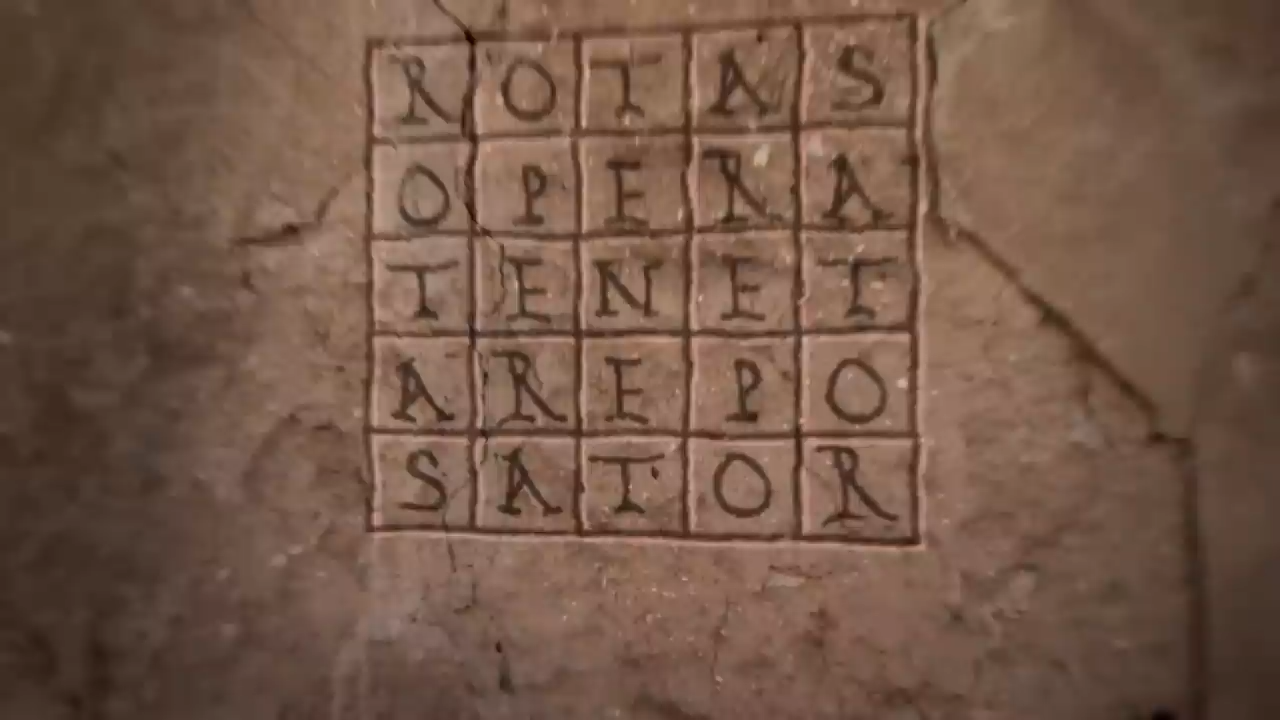 ROTAS
OPERA
TENET
AREPO
SATOR